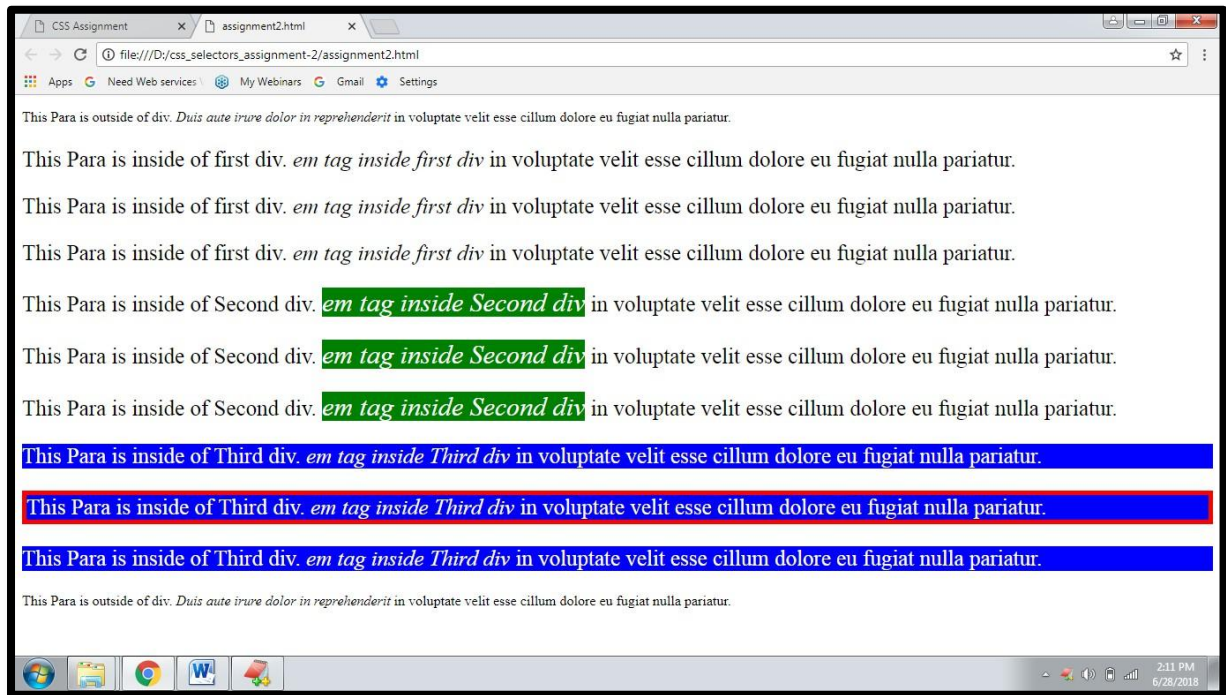 CSS Assignment
assignment2.html
file:///D:/css_selectors_assignment-2/assignment2.html
Apps G Need Web services \ My Webinars G Gmail Settings
This Para is outside of div. Duis aute irure dolor in reprehenderit in voluptate velit esse cillum dolore eu fugiat nulla pariatur.
This Para is inside of first div. em tag inside first div in voluptate velit esse cillum dolore eu fugiat nulla pariatur.
This Para is inside of first div. em tag inside first div in voluptate velit esse cillum dolore eu fugiat nulla pariatur.
This Para is inside of first div. em tag inside first div in voluptate velit esse cillum dolore eu fugiat nulla pariatur.
This Para is inside of Second div. em tag inside Second div in voluptate velit esse cillum dolore eu fugiat nulla pariatur.
This Para is inside of Second div. em tag inside Second div in voluptate velit esse cillum dolore eu fugiat nulla pariatur.
This Para is inside of Second div. em tag inside Second div in voluptate velit esse cillum dolore eu fugiat nulla pariatur.
This Para is inside of Third div. em tag inside Third div in voluptate velit esse cillum dolore eu fugiat nulla pariatur.
This Para is inside of Third div. em tag inside Third div in voluptate velit esse cillum dolore eu fugiat nulla pariatur.
This Para is inside of Third div. em tag inside Third div in voluptate velit esse cillum dolore eu fugiat nulla pariatur.
This Para is outside of div. Duis aute irure dolor in reprehenderit in voluptate velit esse cillum dolore eu fugiat nulla pariatur.
W
2:11 PM
6/28/2018